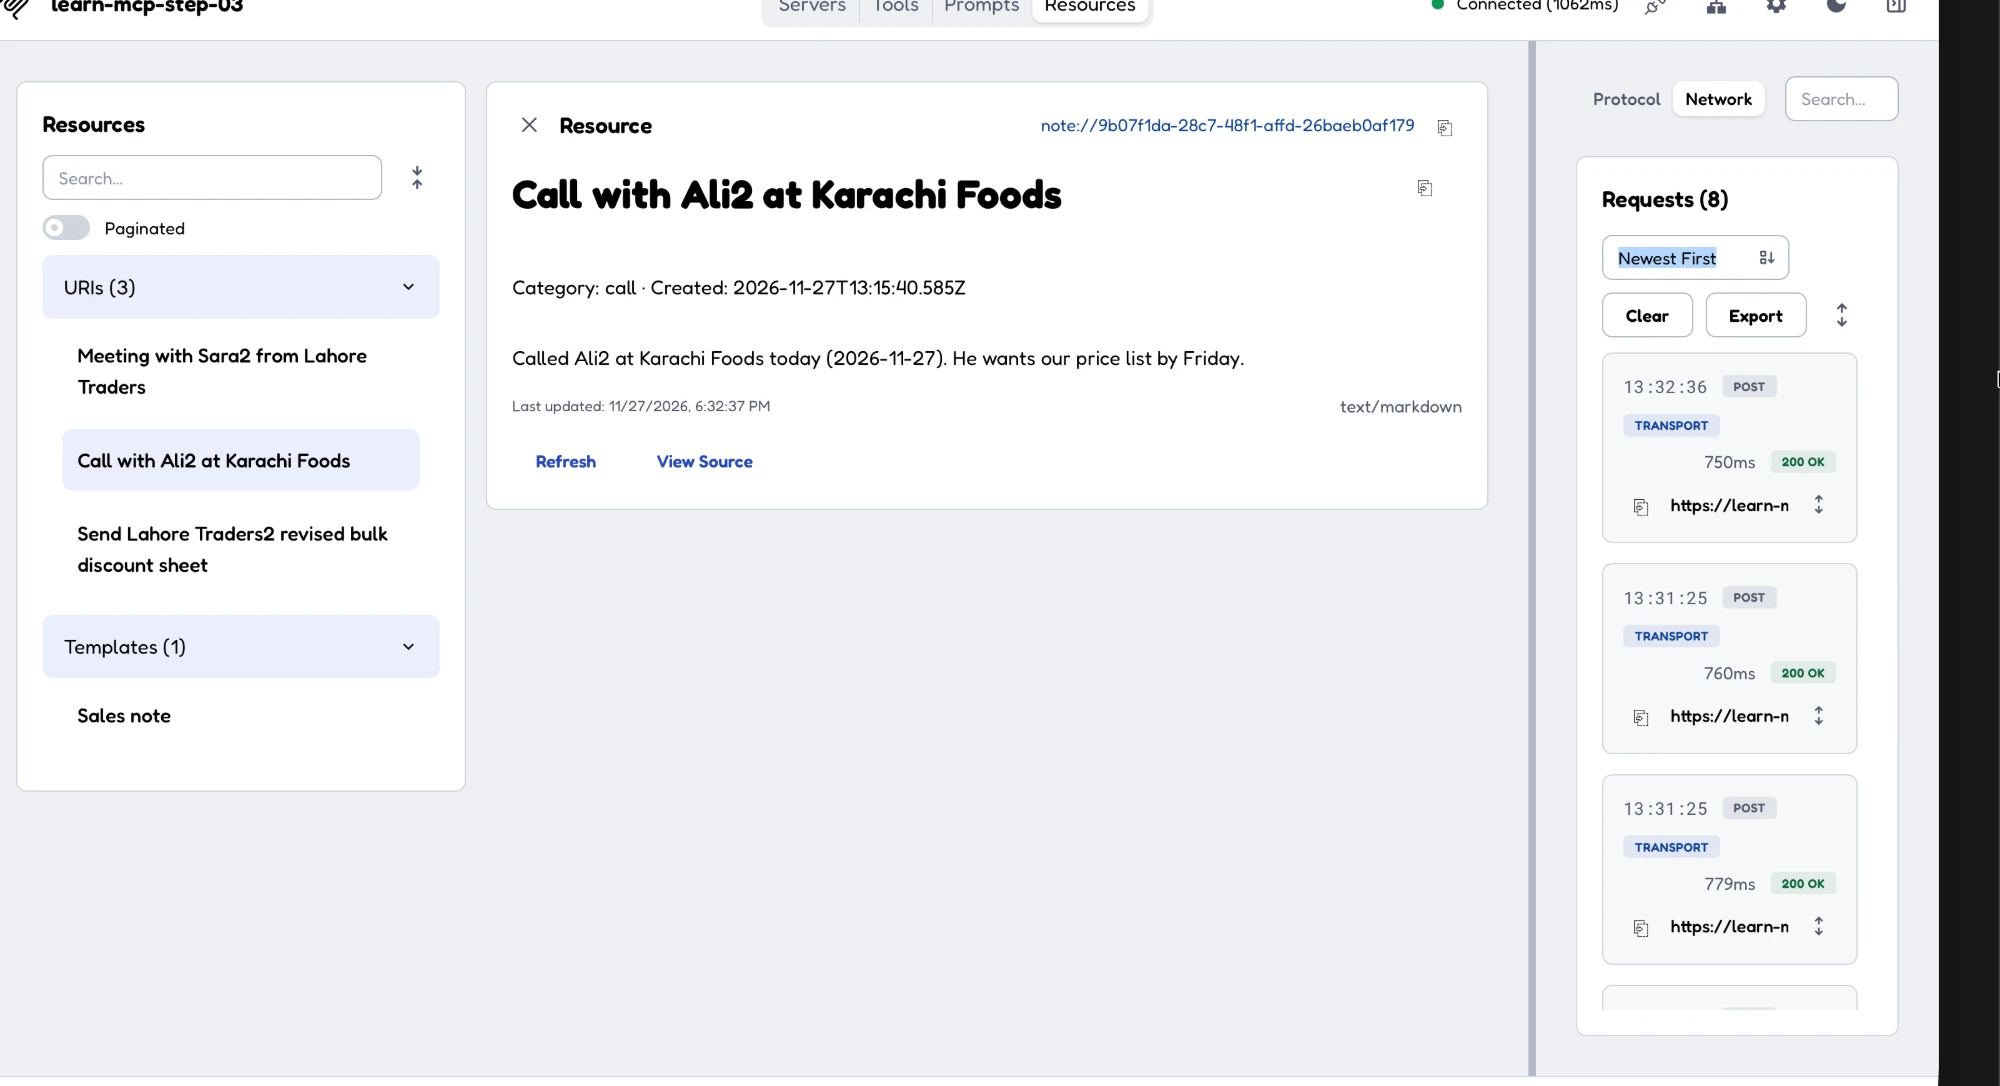 learn-mcp-step-03
Servers
Tools
Prompts
Resources
Connected (1062ms)
Resources
Search...
Paginated
URIs (3)
Meeting with Sara2 from Lahore
Traders
Call with Ali2 at Karachi Foods
Send Lahore Traders2 revised bulk
discount sheet
Templates (1)
Sales note
Resource
note://9b07f1da-28c7-48f1-affd-26baeb0af179
Call with Ali2 at Karachi Foods
Category: call · Created: 2026-11-27T13:15:40.585Z
Called Ali2 at Karachi Foods today (2026-11-27). He wants our price list by Friday.
Last updated: 11/27/2026, 6:32:37 PM
text/markdown
Refresh
View Source
Protocol
Network
Search...
Requests (8)
Newest First
Clear
Export
13:32:36 POST
TRANSPORT
750ms 200 OK
https://learn-n
13:31:25 POST
TRANSPORT
760ms 200 OK
https://learn-n
13:31:25 POST
TRANSPORT
779ms 200 OK
https://learn-n